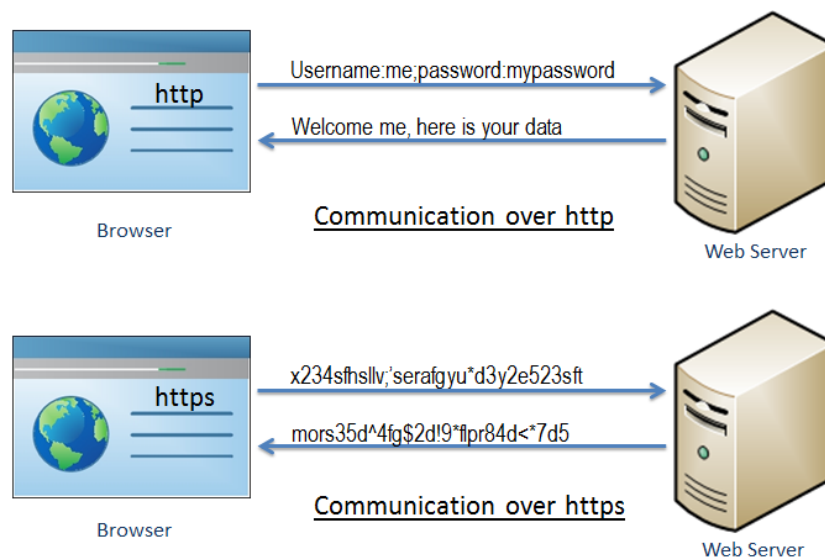 http
Username:me;password:mypassword
Welcome me, here is your data
Communication over http
Browser
Web Server
https
x234sfhsllv;'serafgyu*d3y2e523sft
mors35d^4fg$2d!9*flpr84d<*7d5
Communication over https
Browser
Web Server